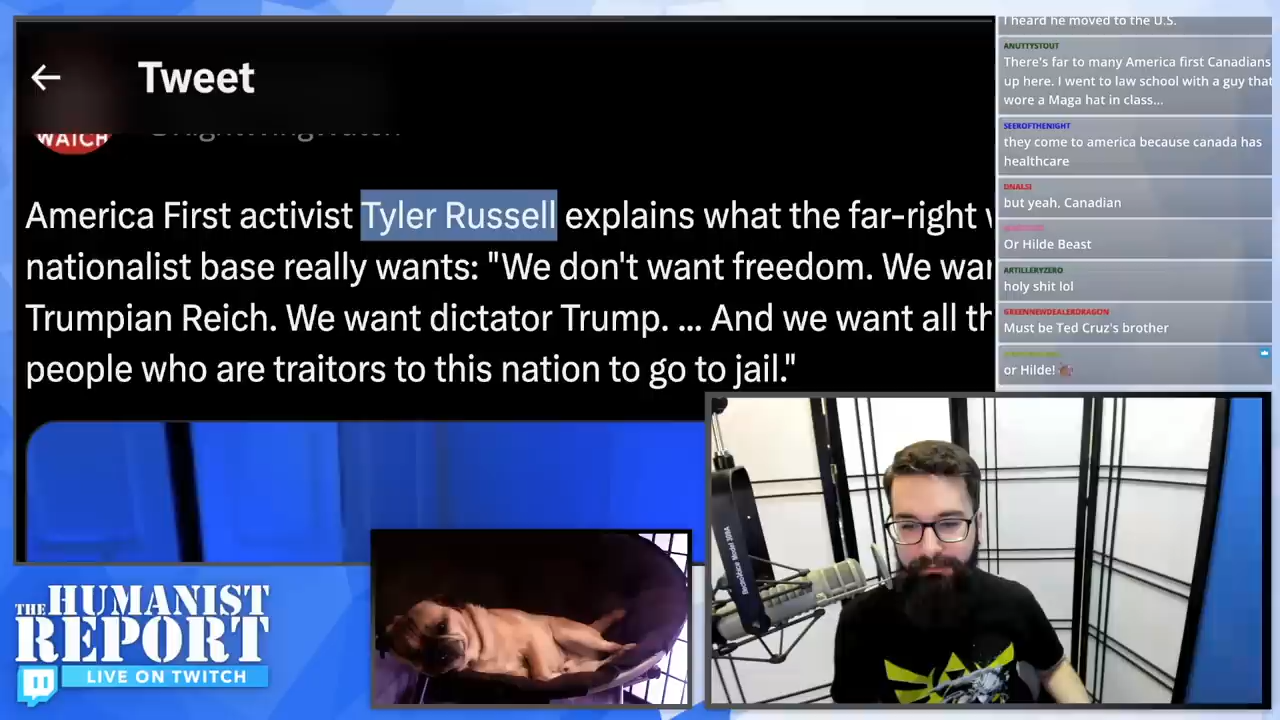 Tweet
WATCH
America First activist Tyler Russell explains what the far-right
nationalist base really wants: "We don't want freedom. We
Trumpian Reich. We want dictator Trump. ... And we want all
people who are traitors to this nation to go to jail."
I heard he moved to the U.S.
ANUTTYSTOUT
There's far to many America first Canadians
up here. I went to law school with a guy that
wore a Maga hat in class...
SEEROFTHENIGHT
they come to america because canada has
healthcare
DNALSI
but yeah, Canadian
Or Hilde Beast
ARTILLERYZERO
holy shit lol
GREENNEWDEALERDRAGON
Must be Ted Cruz's brother
or Hilde!
THE HUMANIST
REPORT
LIVE ON TWITCH